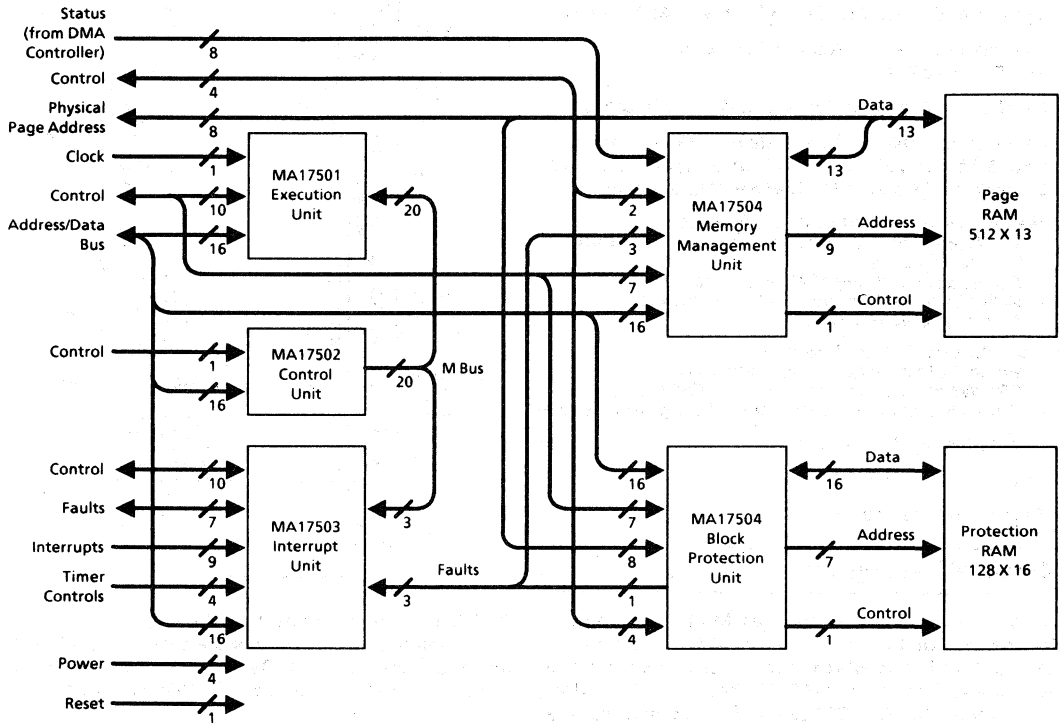 Status
(from DMA
Controller)
8
Control
4
Physical
Page Address
8
Data
13
13
Clock
1
MA17501
Execution
Unit
20
Control
10
Address/Data
Bus
16
2
3
7
16
MA17504
Memory
Management
Unit
Address
9
Control
1
Page
RAM
512 X 13
Control
1
16
MA17502
Control
Unit
20
M Bus
Control
10
Faults
7
Interrupts
9
Timer
Controls
4
16
MA17503
Interrupt
Unit
3
Faults
3
16
7
8
1
4
MA17504
Block
Protection
Unit
Data
16
Address
7
Control
1
Protection
RAM
128 X 16
Power
4
Reset
1